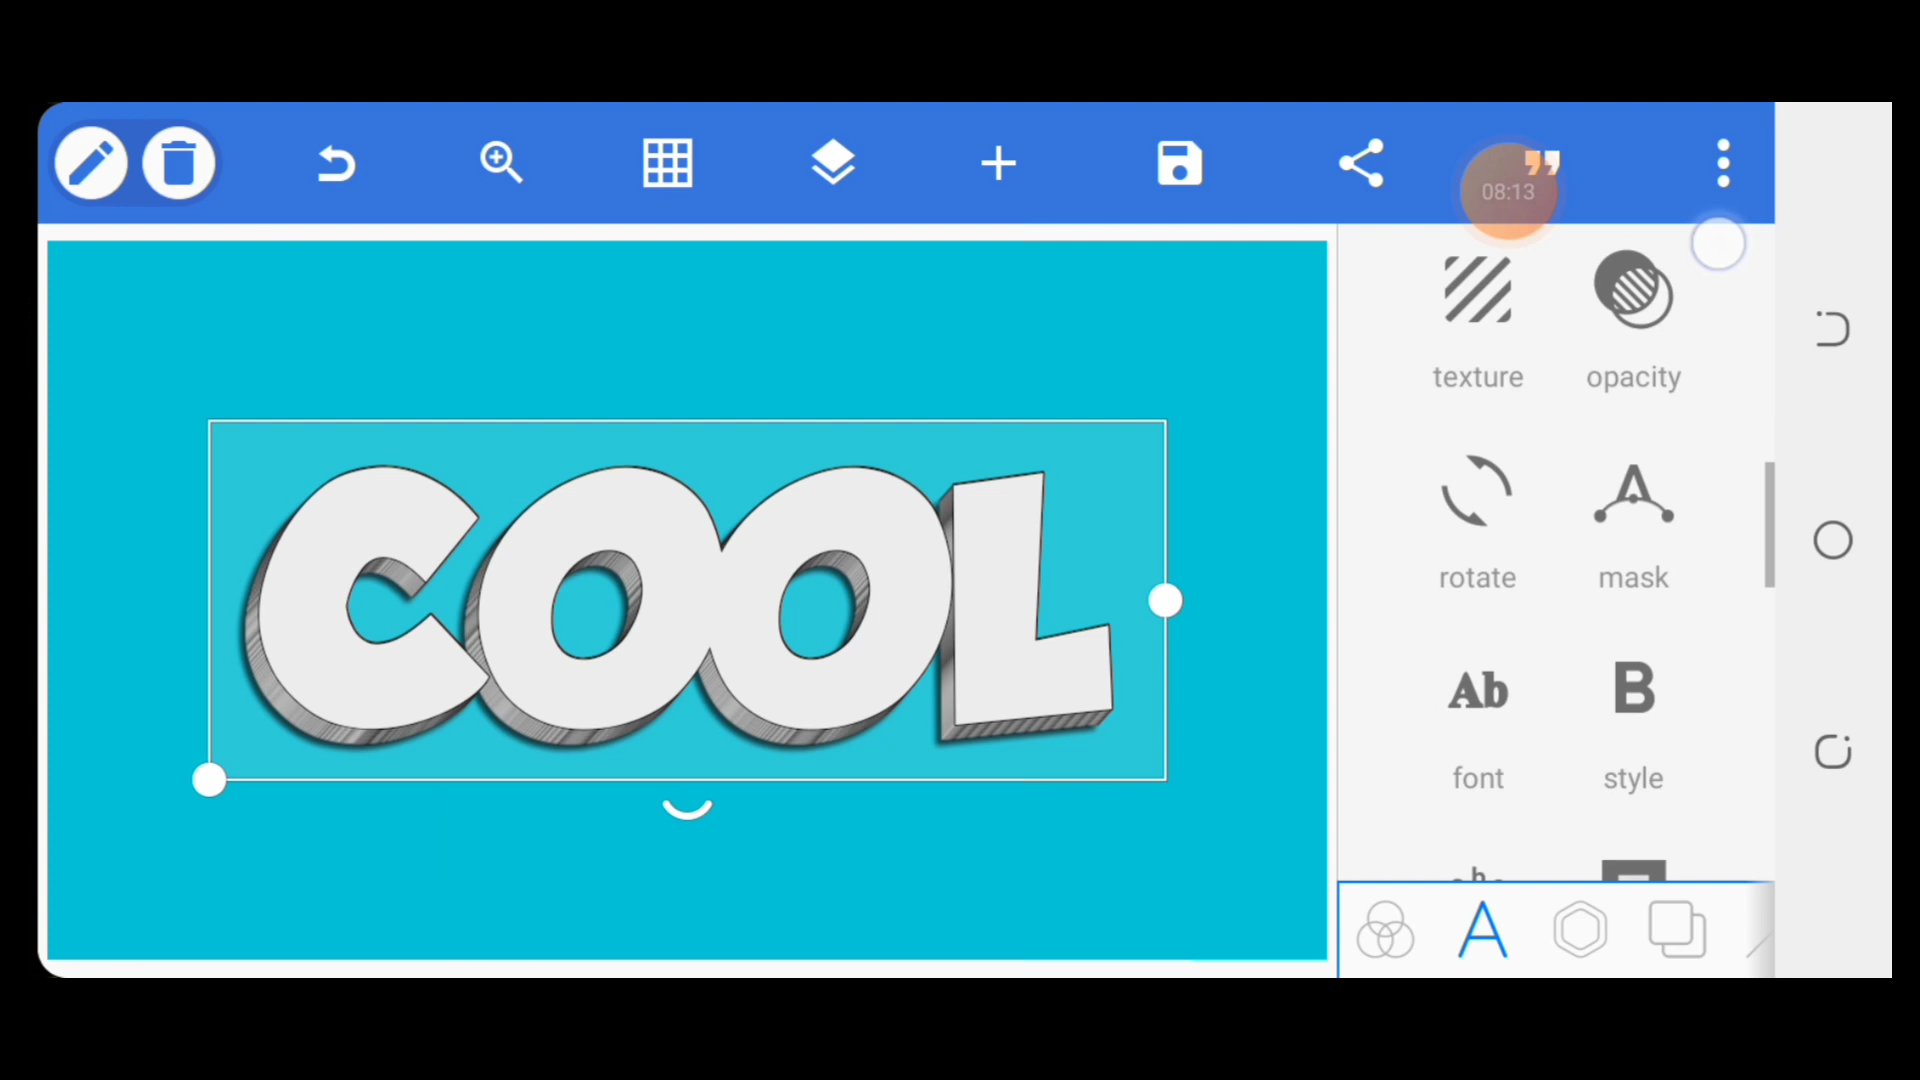 08:13
COOL
texture
opacity
rotate
mask
Ab
B
font
style
A